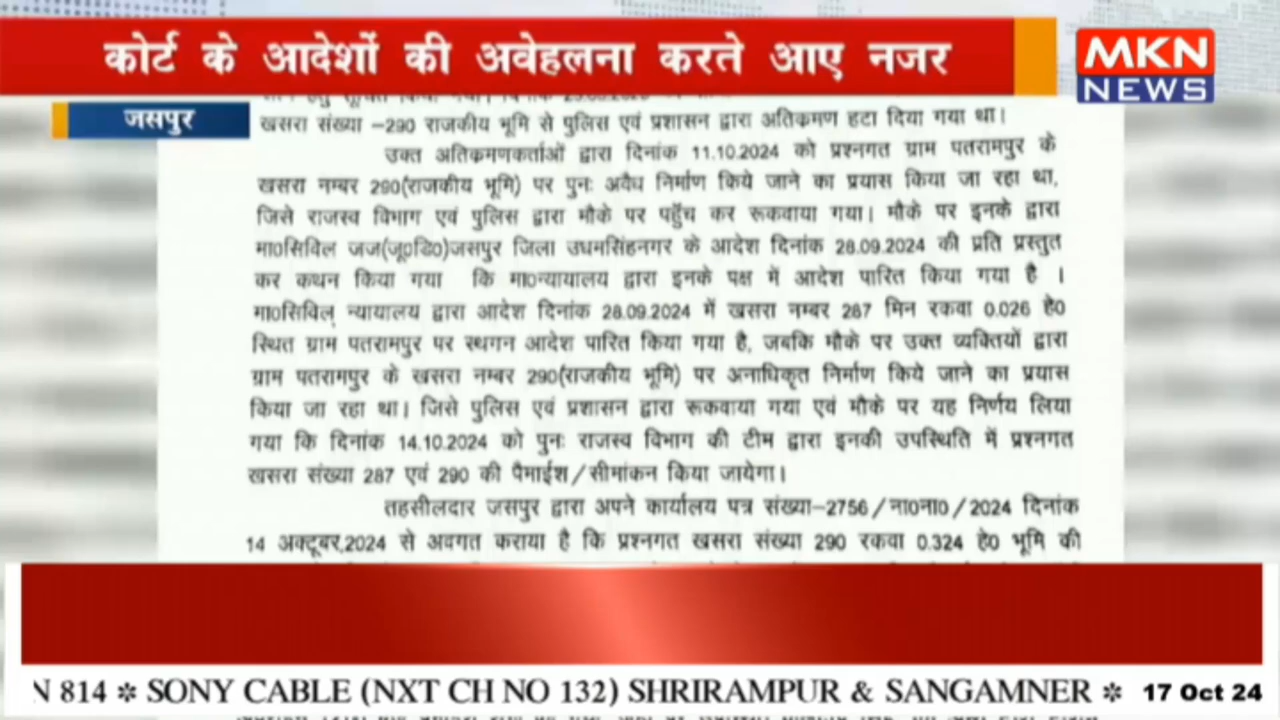 कोर्ट के आदेशों की अवेहलना करते आए नजर
MKN
NEWS
जसपुर
खसरा संख्या –290 राजकीय भूमि से पुलिस एवं प्रशासन द्वारा अतिक्रमण हटा दिया गया था।
उक्त अतिक्रमणकर्ताओं द्वारा दिनांक 11.10.2024 को प्रश्नगत ग्राम पतरामपुर के
खसरा नम्बर 290(राजकीय भूमि) पर पुनः अवैध निर्माण किये जाने का प्रयास किया जा रहा था,
जिसे राजस्व विभाग एवं पुलिस द्वारा मौके पर पहुँच कर रूकवाया गया। मौके पर इनके द्वारा
मा0सिविल जज(जू0डि0)जसपुर जिला उधमसिंहनगर के आदेश दिनांक 28.09.2024 की प्रति प्रस्तुत
कर कथन किया गया कि मा0न्यायालय द्वारा इनके पक्ष में आदेश पारित किया गया है ।
मा0सिविल न्यायालय द्वारा आदेश दिनांक 28.09.2024 में खसरा नम्बर 287 मिन रकवा 0.026 हे0
स्थित ग्राम पतरामपुर पर स्थगन आदेश पारित किया गया है, जबकि मौके पर उक्त व्यक्तियों द्वारा
ग्राम पतरामपुर के खसरा नम्बर 290(राजकीय भूमि) पर अनाधिकृत निर्माण किये जाने का प्रयास
किया जा रहा था। जिसे पुलिस एवं प्रशासन द्वारा रूकवाया गया एवं मौके पर यह निर्णय लिया
गया कि दिनांक 14.10.2024 को पुनः राजस्व विभाग की टीम द्वारा इनकी उपस्थिति में प्रश्नगत
खसरा संख्या 287 एवं 290 की पैमाईश/सीमांकन किया जायेगा।
तहसीलदार जसपुर द्वारा अपने कार्यालय पत्र संख्या–2756/ना0ना0/2024 दिनांक
14 अक्टूबर,2024 से अवगत कराया है कि प्रश्नगत खसरा संख्या 290 रकवा 0.324 हे0 भूमि की
N 814 ❇ SONY CABLE (NXT CH NO 132) SHRIRAMPUR & SANGAMNER ❇
17 Oct 24